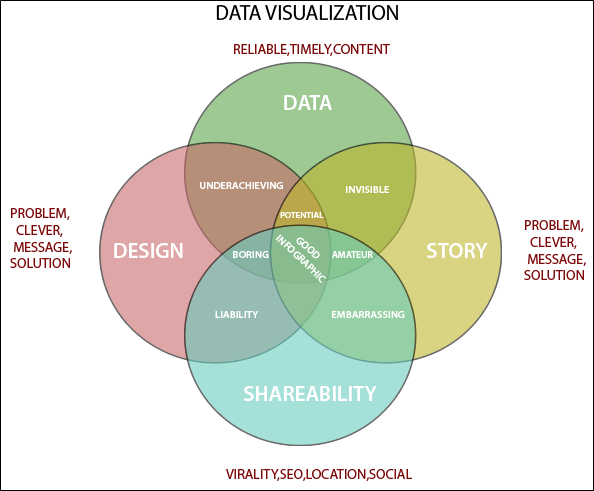 DATA VISUALIZATION
RELIABLE,TIMELY,CONTENT
DATA
UNDERACHIEVING
INVISIBLE
POTENTIAL
PROBLEM,
CLEVER,
MESSAGE,
SOLUTION
DESIGN
BORING
GOOD
INFOGRAPHIC
AMATEUR
STORY
PROBLEM,
CLEVER,
MESSAGE,
SOLUTION
LIABILITY
EMBARRASSING
SHAREABILITY
VIRALITY,SEO,LOCATION,SOCIAL